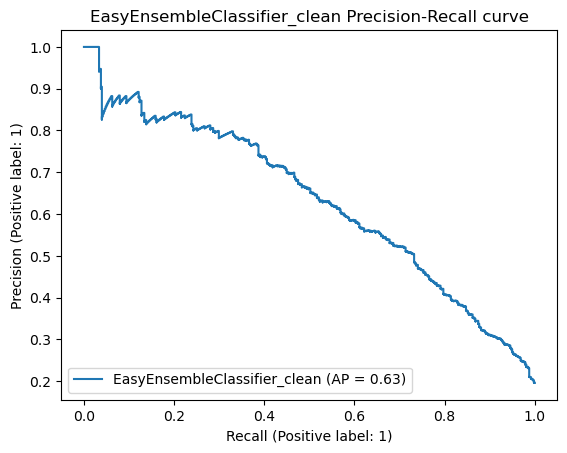 EasyEnsembleClassifier_clean Precision-Recall curve
1.0
0.9
0.8
0.7
0.6
0.5
0.4
0.3
0.2
Precision (Positive label: 1)
EasyEnsembleClassifier_clean (AP = 0.63)
0.0 0.2 0.4 0.6 0.8 1.0
Recall (Positive label: 1)